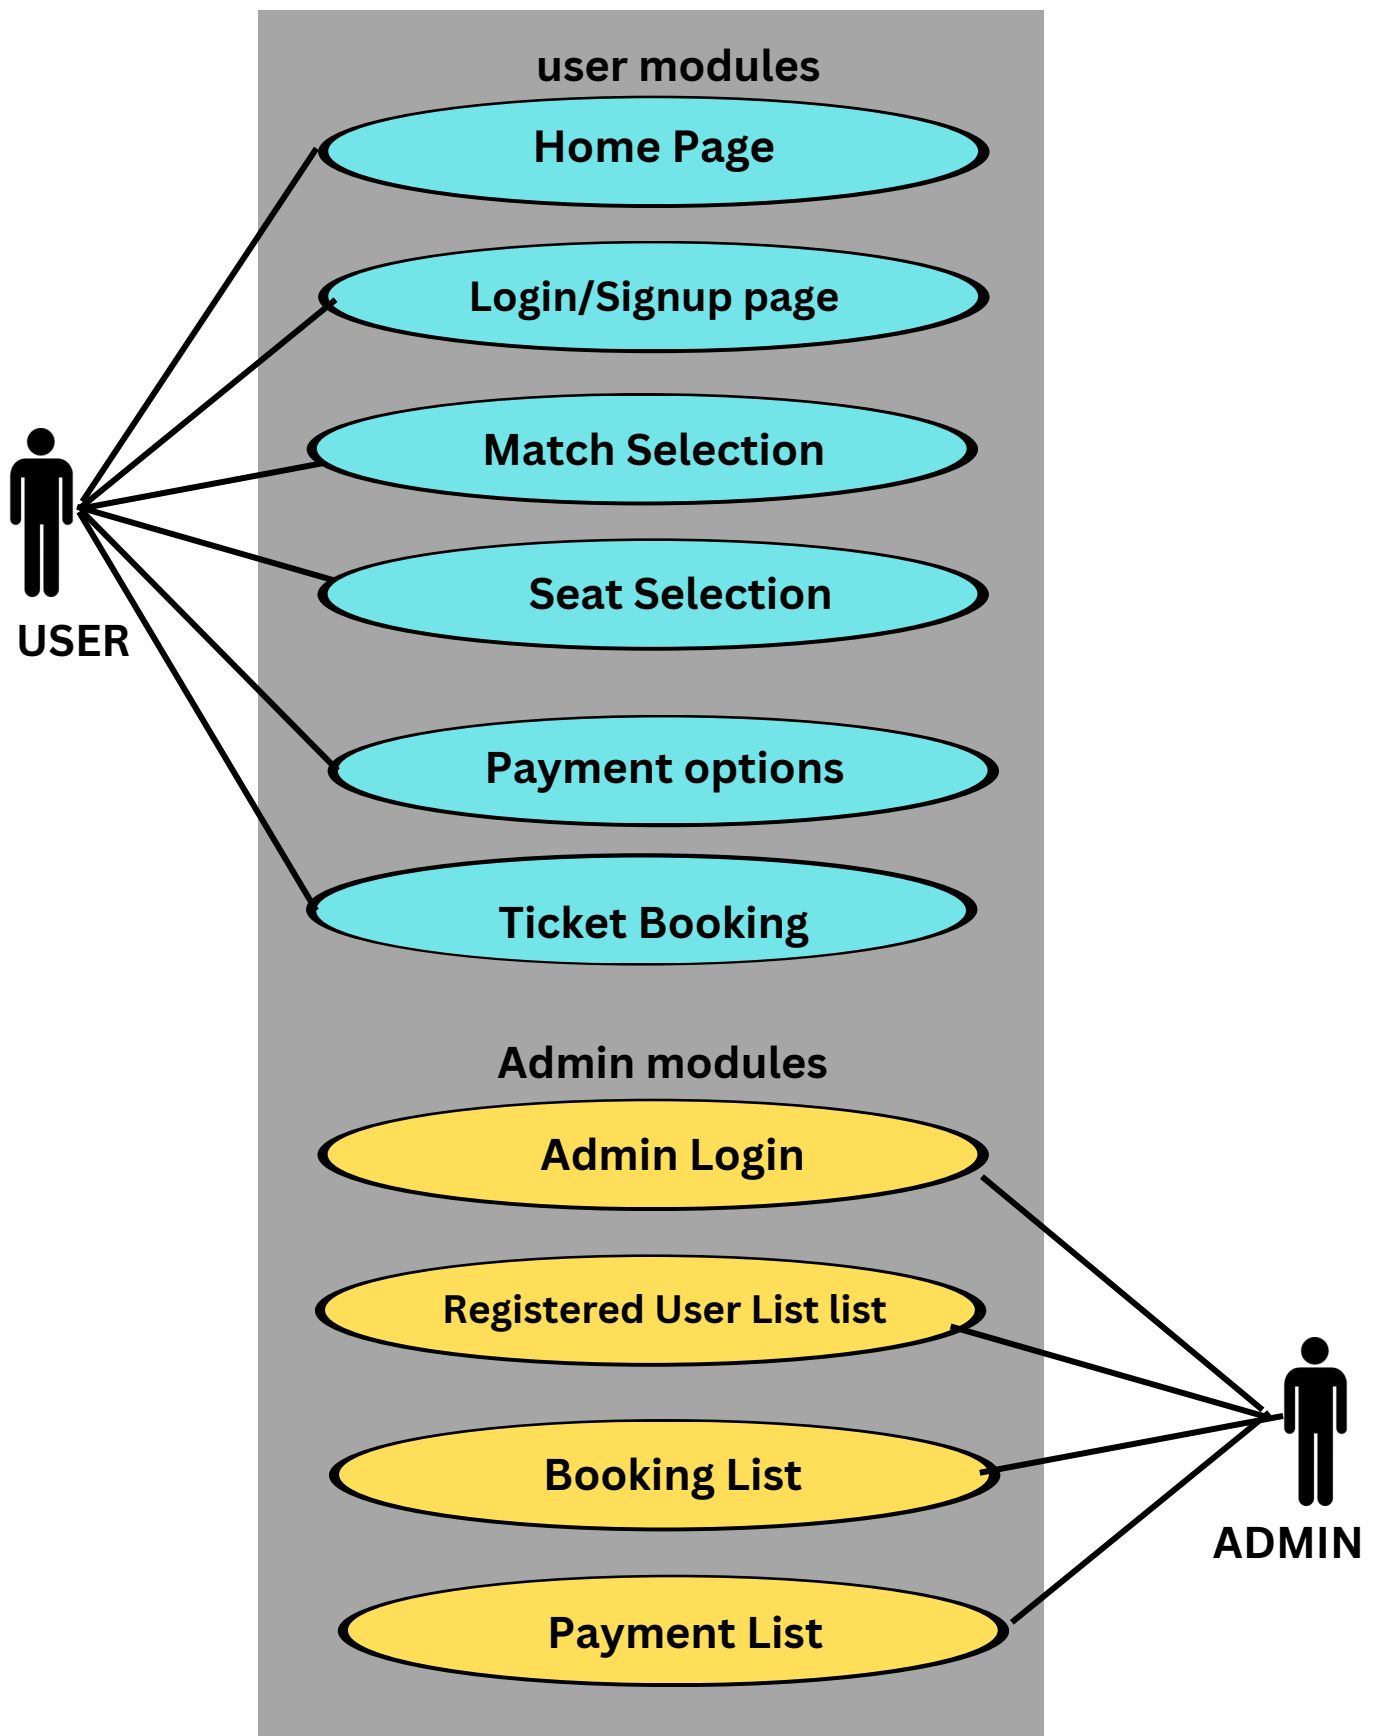 user modules
Home Page
Login/Signup page
Match Selection
Seat Selection
USER
Payment options
Ticket Booking
Admin modules
Admin Login
Registered User List list
Booking List
ADMIN
Payment List